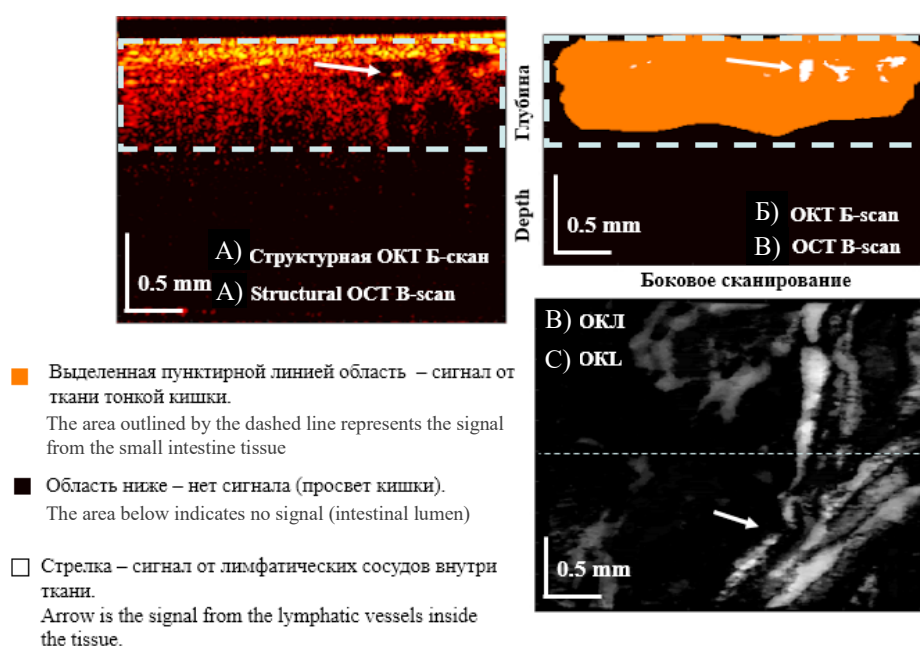 А) Структурная ОКТ Б-скан
A) Structural OCT B-scan
0.5 mm
Глубина
Depth
Б) ОКТ Б-scan
B) OCT B-scan
0.5 mm
Боковое сканирование
В) ОКЛ
C) OKL
0.5 mm
Выделенная пунктирной линией область – сигнал от
ткани тонкой кишки.
The area outlined by the dashed line represents the signal
from the small intestine tissue
Область ниже – нет сигнала (просвет кишки).
The area below indicates no signal (intestinal lumen)
Стрелка – сигнал от лимфатических сосудов внутри
ткани.
Arrow is the signal from the lymphatic vessels inside
the tissue.